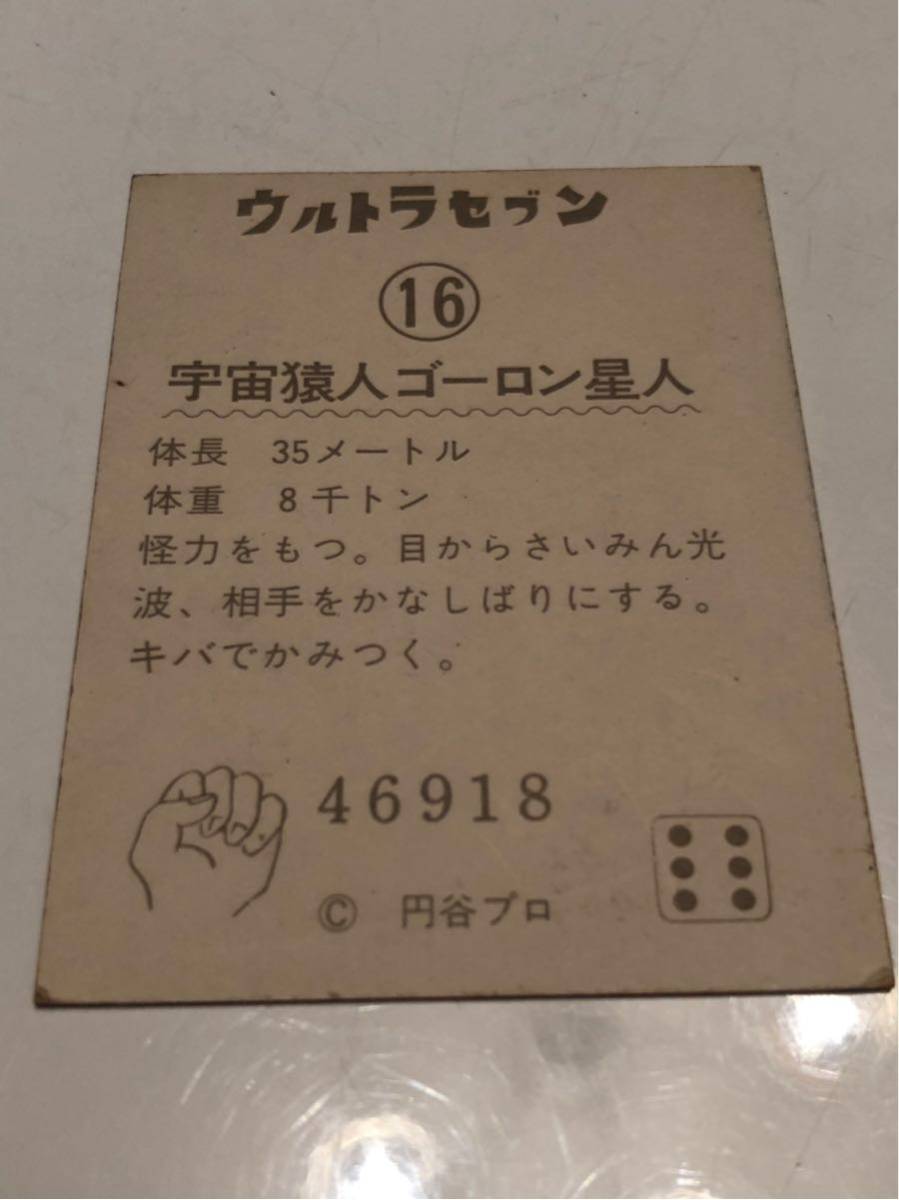 ウルトラセブン
16
宇宙猿人ゴーロン星人
体長 35メートル
体重 8千トン
怪力をもつ。目からさいみん光
波、相手をかなしばりにする。
キバでかみつく。
46918
© 円谷プロ